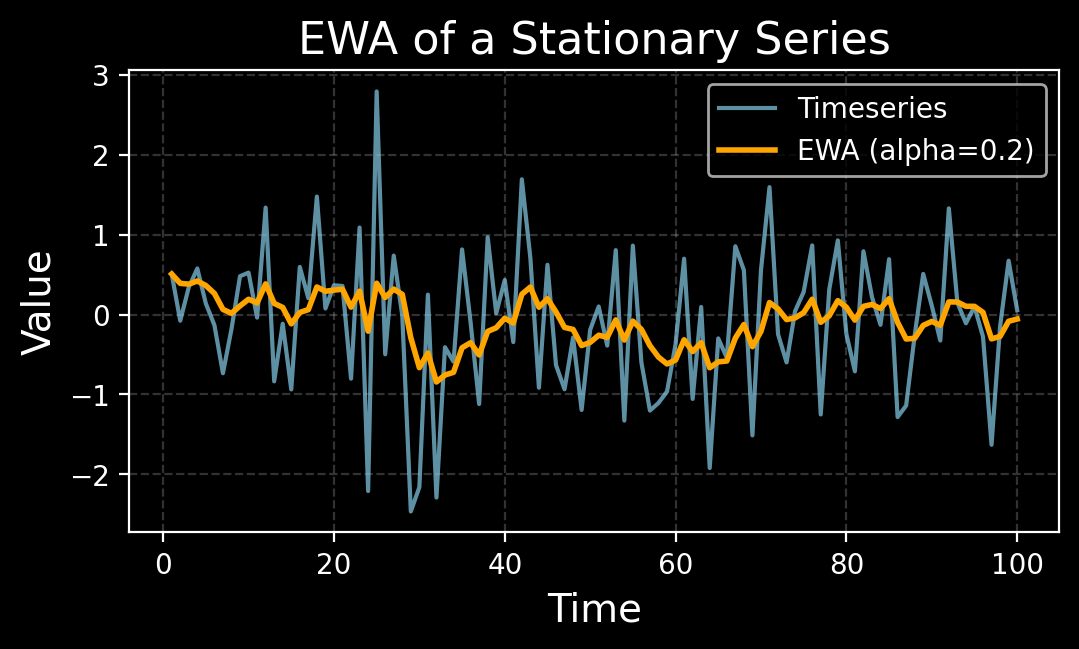 EWA of a Stationary Series
Timeseries
EWA (alpha=0.2)
Value
3
2
1
0
−1
−2
0 20 40 60 80 100
Time